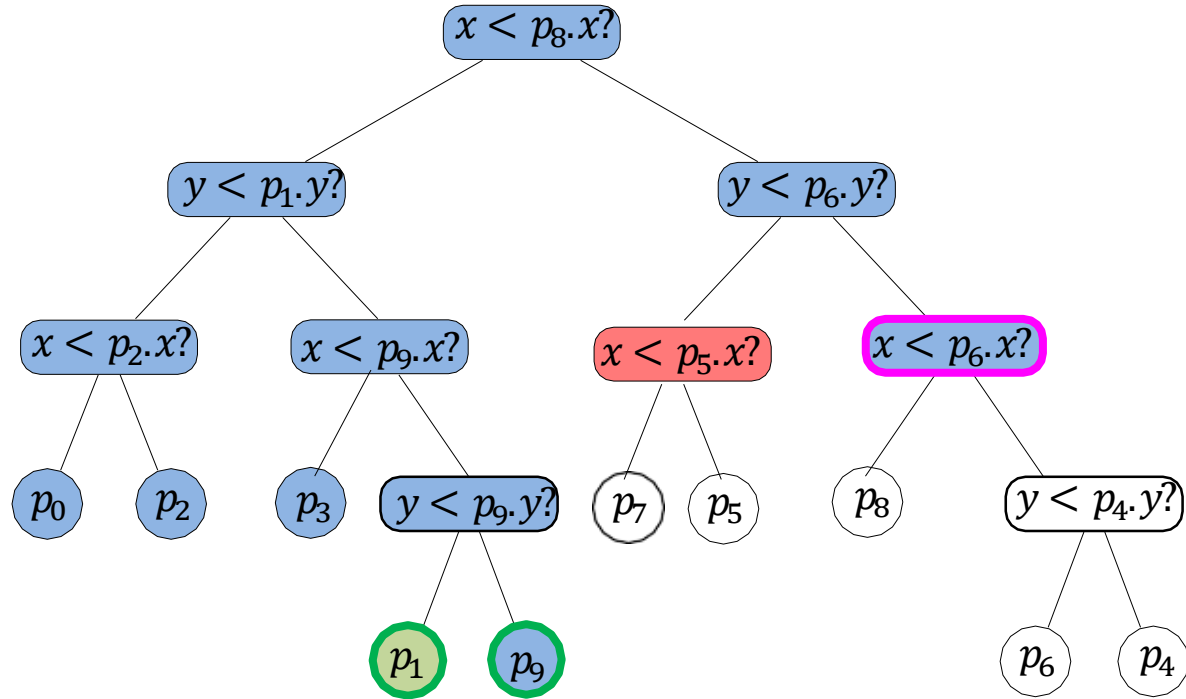 x < p₈.x?
y < p₁.y?
y < p₆.y?
x < p₂.x?
x < p₉.x?
x < p₅.x?
x < p₆.x?
p₀
p₂
p₃
y < p₉.y?
p₇
p₅
p₈
y < p₄.y?
p₁
p₉
p₆
p₄